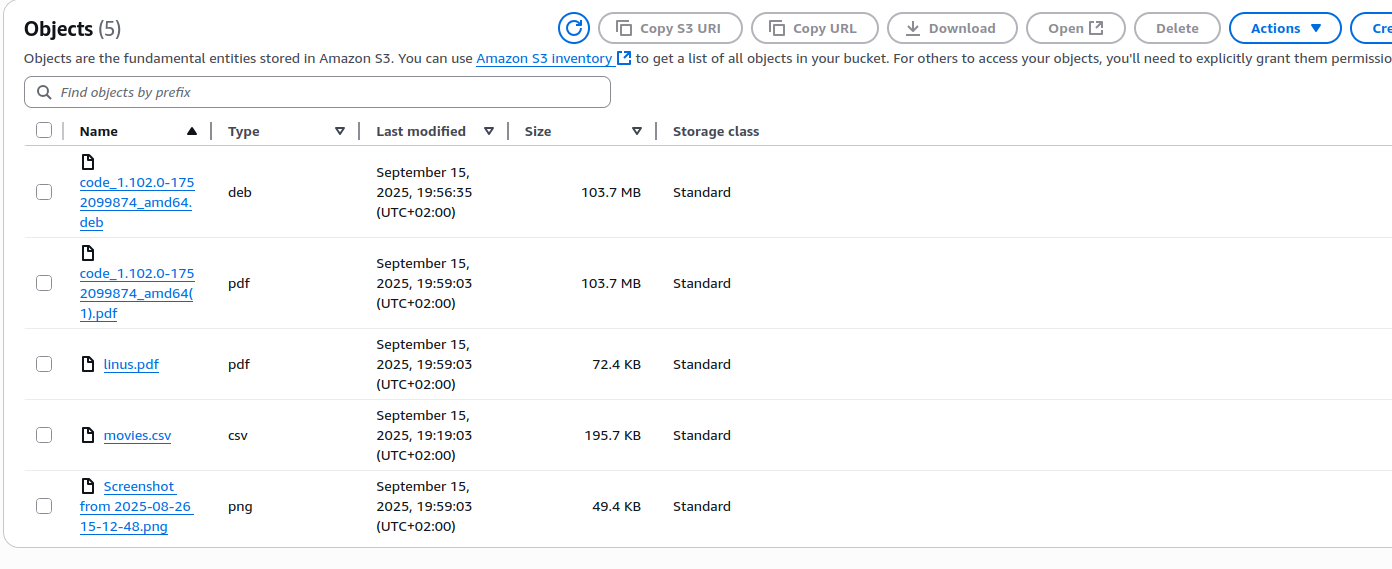 Objects (5)
Copy S3 URI
Copy URL
Download
Open
Delete
Actions
Cre
Objects are the fundamental entities stored in Amazon S3. You can use Amazon S3 inventory to get a list of all objects in your bucket. For others to access your objects, you'll need to explicitly grant them permissio
Find objects by prefix
Name
Type
Last modified
Size
Storage class
code_1.102.0-175
2099874_amd64.
deb
deb
September 15,
2025, 19:56:35
(UTC+02:00)
103.7 MB
Standard
code_1.102.0-175
2099874_amd64(
1).pdf
pdf
September 15,
2025, 19:59:03
(UTC+02:00)
103.7 MB
Standard
linus.pdf
pdf
September 15,
2025, 19:59:03
(UTC+02:00)
72.4 KB
Standard
movies.csv
csv
September 15,
2025, 19:19:03
(UTC+02:00)
195.7 KB
Standard
Screenshot
from 2025-08-26
15-12-48.png
png
September 15,
2025, 19:59:03
(UTC+02:00)
49.4 KB
Standard